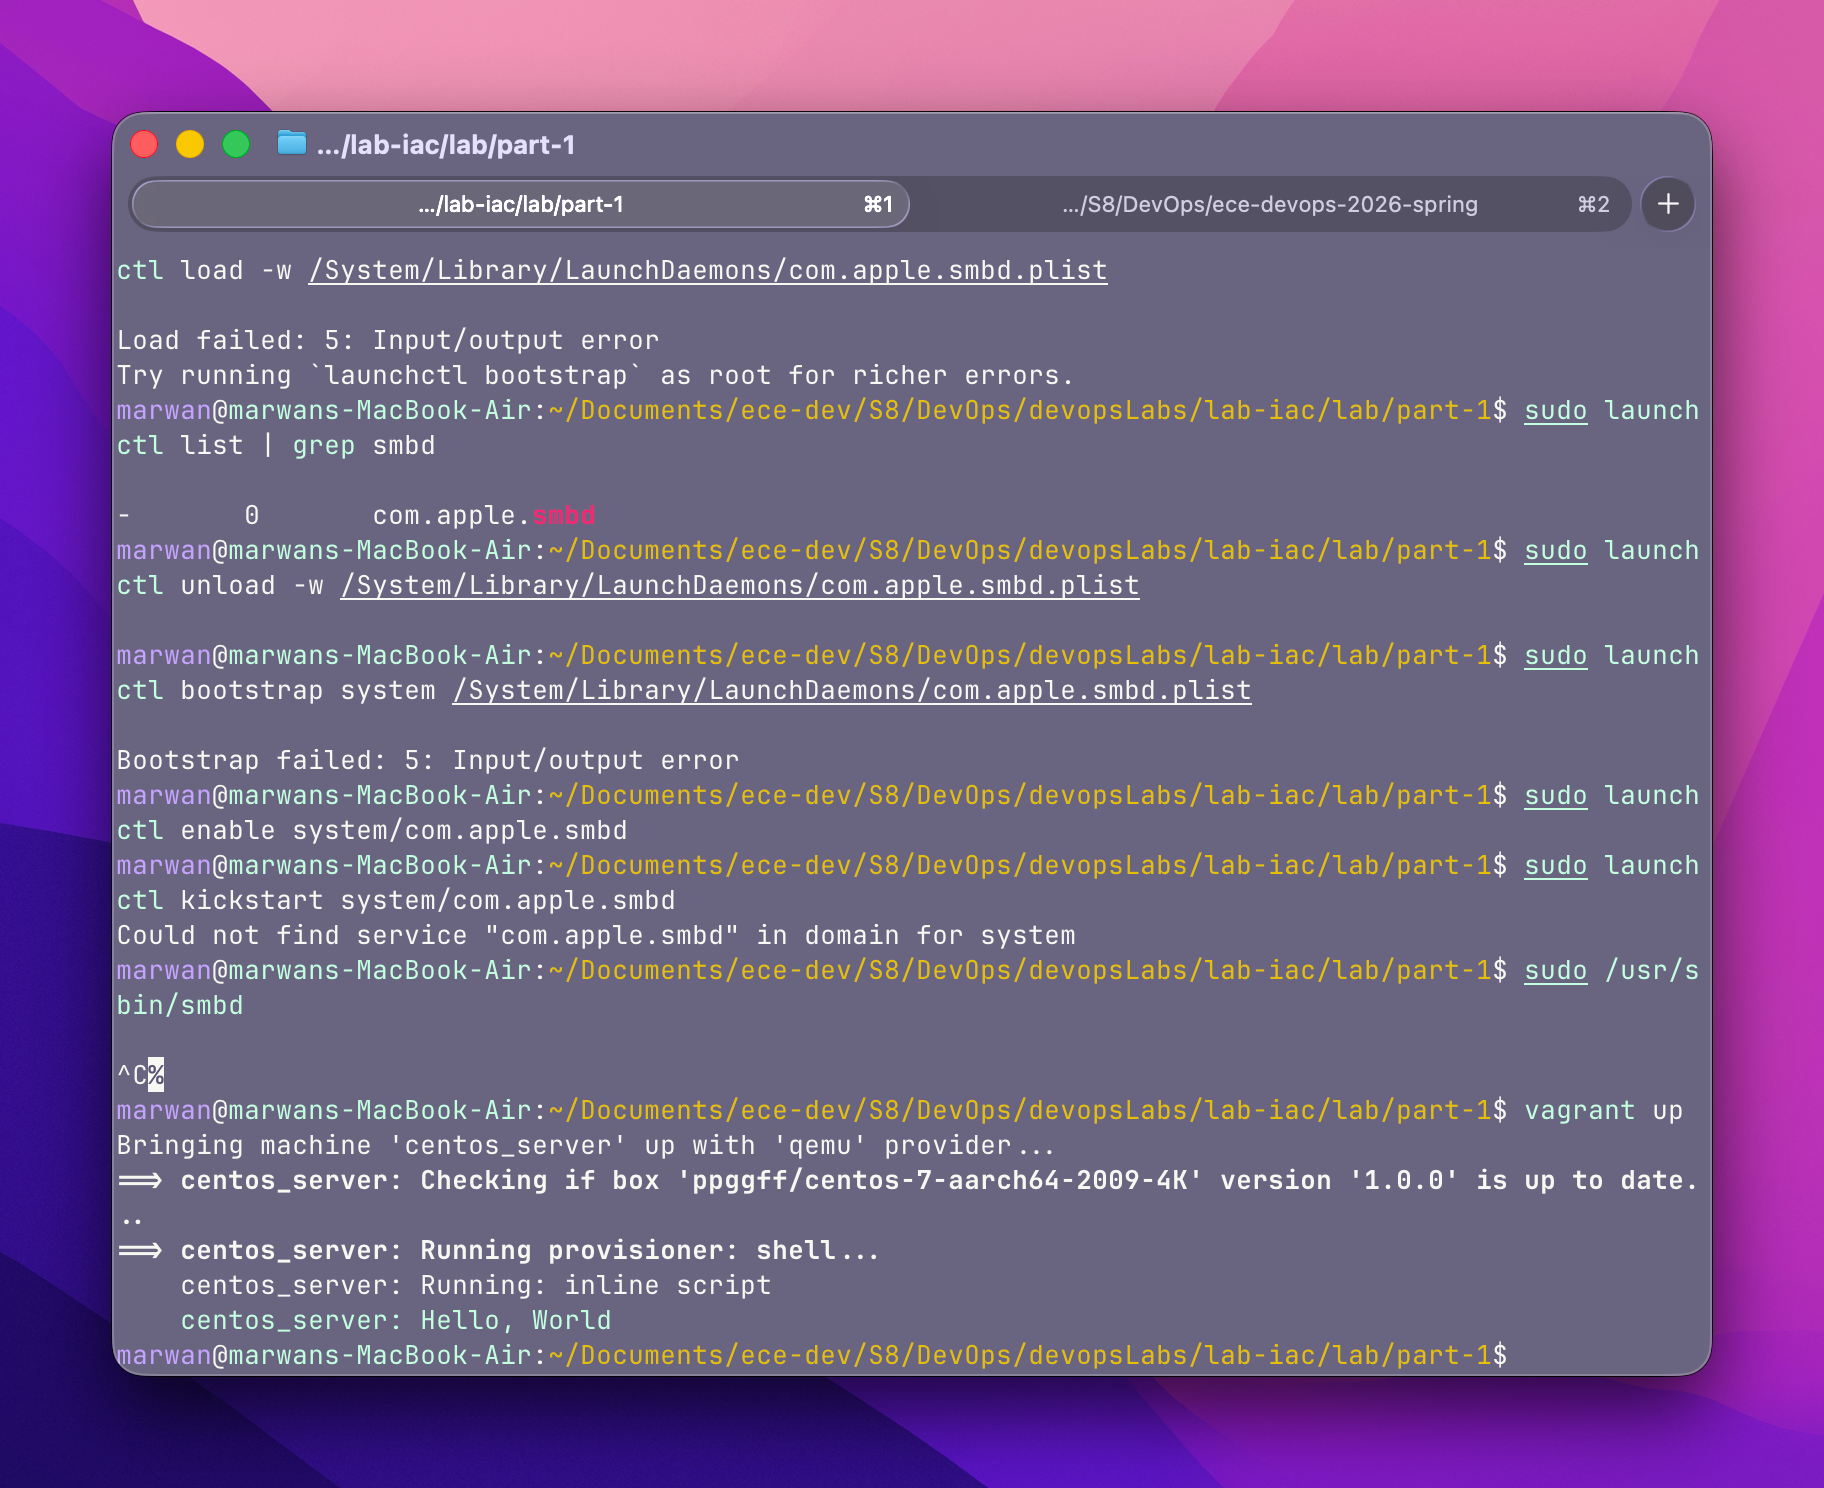 .../lab-iac/lab/part-1
.../lab-iac/lab/part-1 ⌘1 .../S8/DevOps/ece-devops-2026-spring ⌘2 +
ctl load -w /System/Library/LaunchDaemons/com.apple.smbd.plist
Load failed: 5: Input/output error
Try running `launchctl bootstrap` as root for richer errors.
marwan@marwans-MacBook-Air:~/Documents/ece-dev/S8/DevOps/devopsLabs/lab-iac/lab/part-1$ sudo launch
ctl list | grep smbd
- 0 com.apple.smbd
marwan@marwans-MacBook-Air:~/Documents/ece-dev/S8/DevOps/devopsLabs/lab-iac/lab/part-1$ sudo launch
ctl unload -w /System/Library/LaunchDaemons/com.apple.smbd.plist
marwan@marwans-MacBook-Air:~/Documents/ece-dev/S8/DevOps/devopsLabs/lab-iac/lab/part-1$ sudo launch
ctl bootstrap system /System/Library/LaunchDaemons/com.apple.smbd.plist
Bootstrap failed: 5: Input/output error
marwan@marwans-MacBook-Air:~/Documents/ece-dev/S8/DevOps/devopsLabs/lab-iac/lab/part-1$ sudo launch
ctl enable system/com.apple.smbd
marwan@marwans-MacBook-Air:~/Documents/ece-dev/S8/DevOps/devopsLabs/lab-iac/lab/part-1$ sudo launch
ctl kickstart system/com.apple.smbd
Could not find service "com.apple.smbd" in domain for system
marwan@marwans-MacBook-Air:~/Documents/ece-dev/S8/DevOps/devopsLabs/lab-iac/lab/part-1$ sudo /usr/s
bin/smbd
^C%
marwan@marwans-MacBook-Air:~/Documents/ece-dev/S8/DevOps/devopsLabs/lab-iac/lab/part-1$ vagrant up
Bringing machine 'centos_server' up with 'qemu' provider...
==> centos_server: Checking if box 'ppggff/centos-7-aarch64-2009-4K' version '1.0.0' is up to date.
..
==> centos_server: Running provisioner: shell...
centos_server: Running: inline script
centos_server: Hello, World
marwan@marwans-MacBook-Air:~/Documents/ece-dev/S8/DevOps/devopsLabs/lab-iac/lab/part-1$